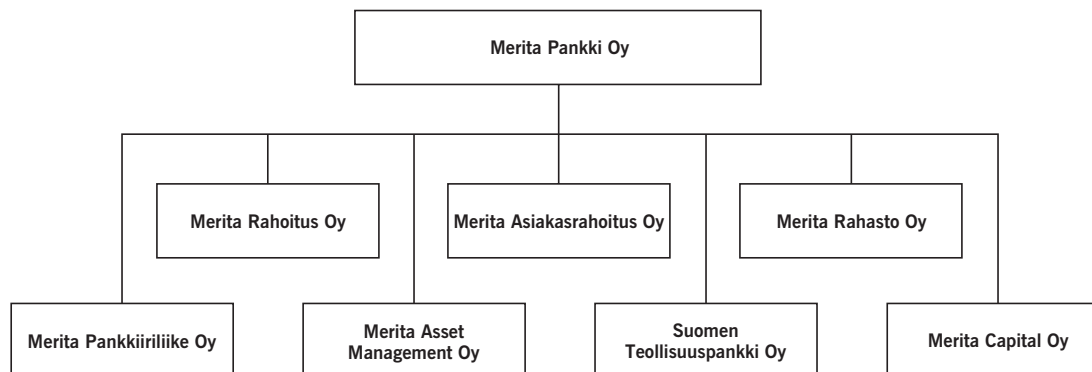 Merita Pankki Oy
Merita Rahoitus Oy
Merita Asiakasrahoitus Oy
Merita Rahasto Oy
Merita Pankkiiriliike Oy
Merita Asset
Management Oy
Suomen
Teollisuuspankki Oy
Merita Capital Oy